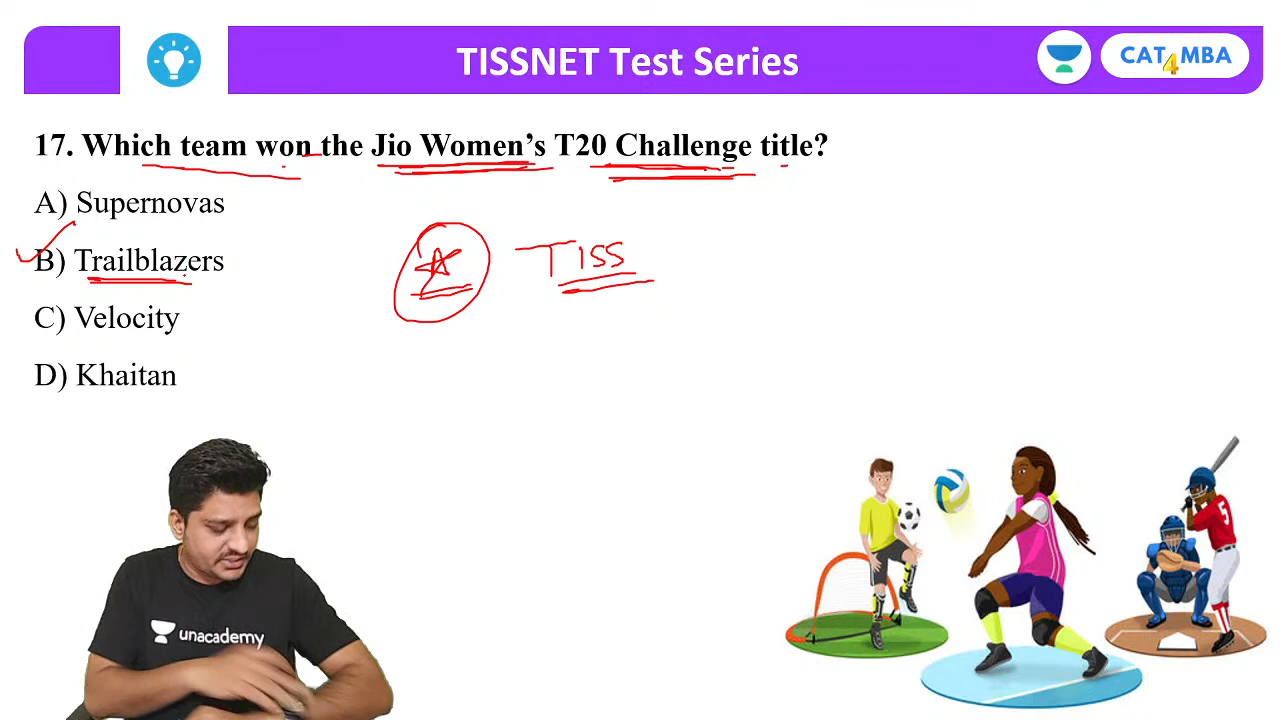 TISSNET Test Series
CAT4MBA
17. Which team won the Jio Women’s T20 Challenge title?
A) Supernovas
B) Trailblazers
TISS
C) Velocity
D) Khaitan
unacademy
5